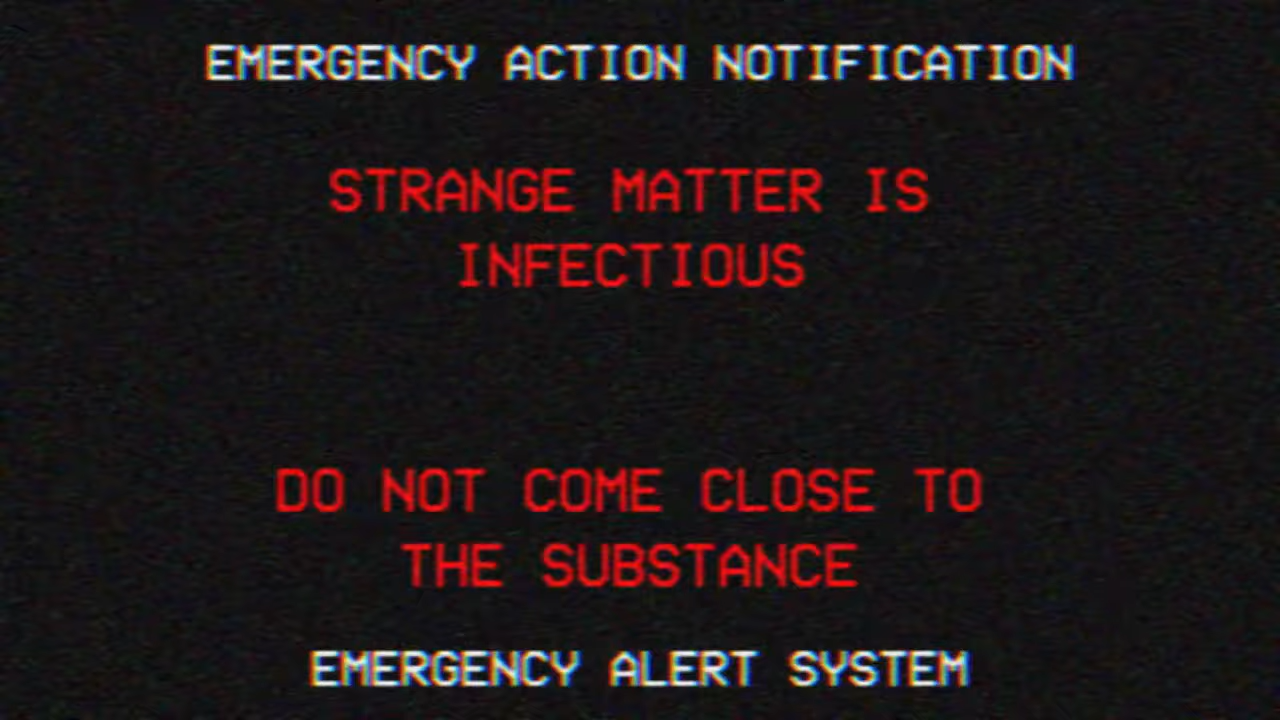 EMERGENCY ACTION NOTIFICATION
STRANGE MATTER IS
INFECTIOUS
DO NOT COME CLOSE TO
THE SUBSTANCE
EMERGENCY ALERT SYSTEM